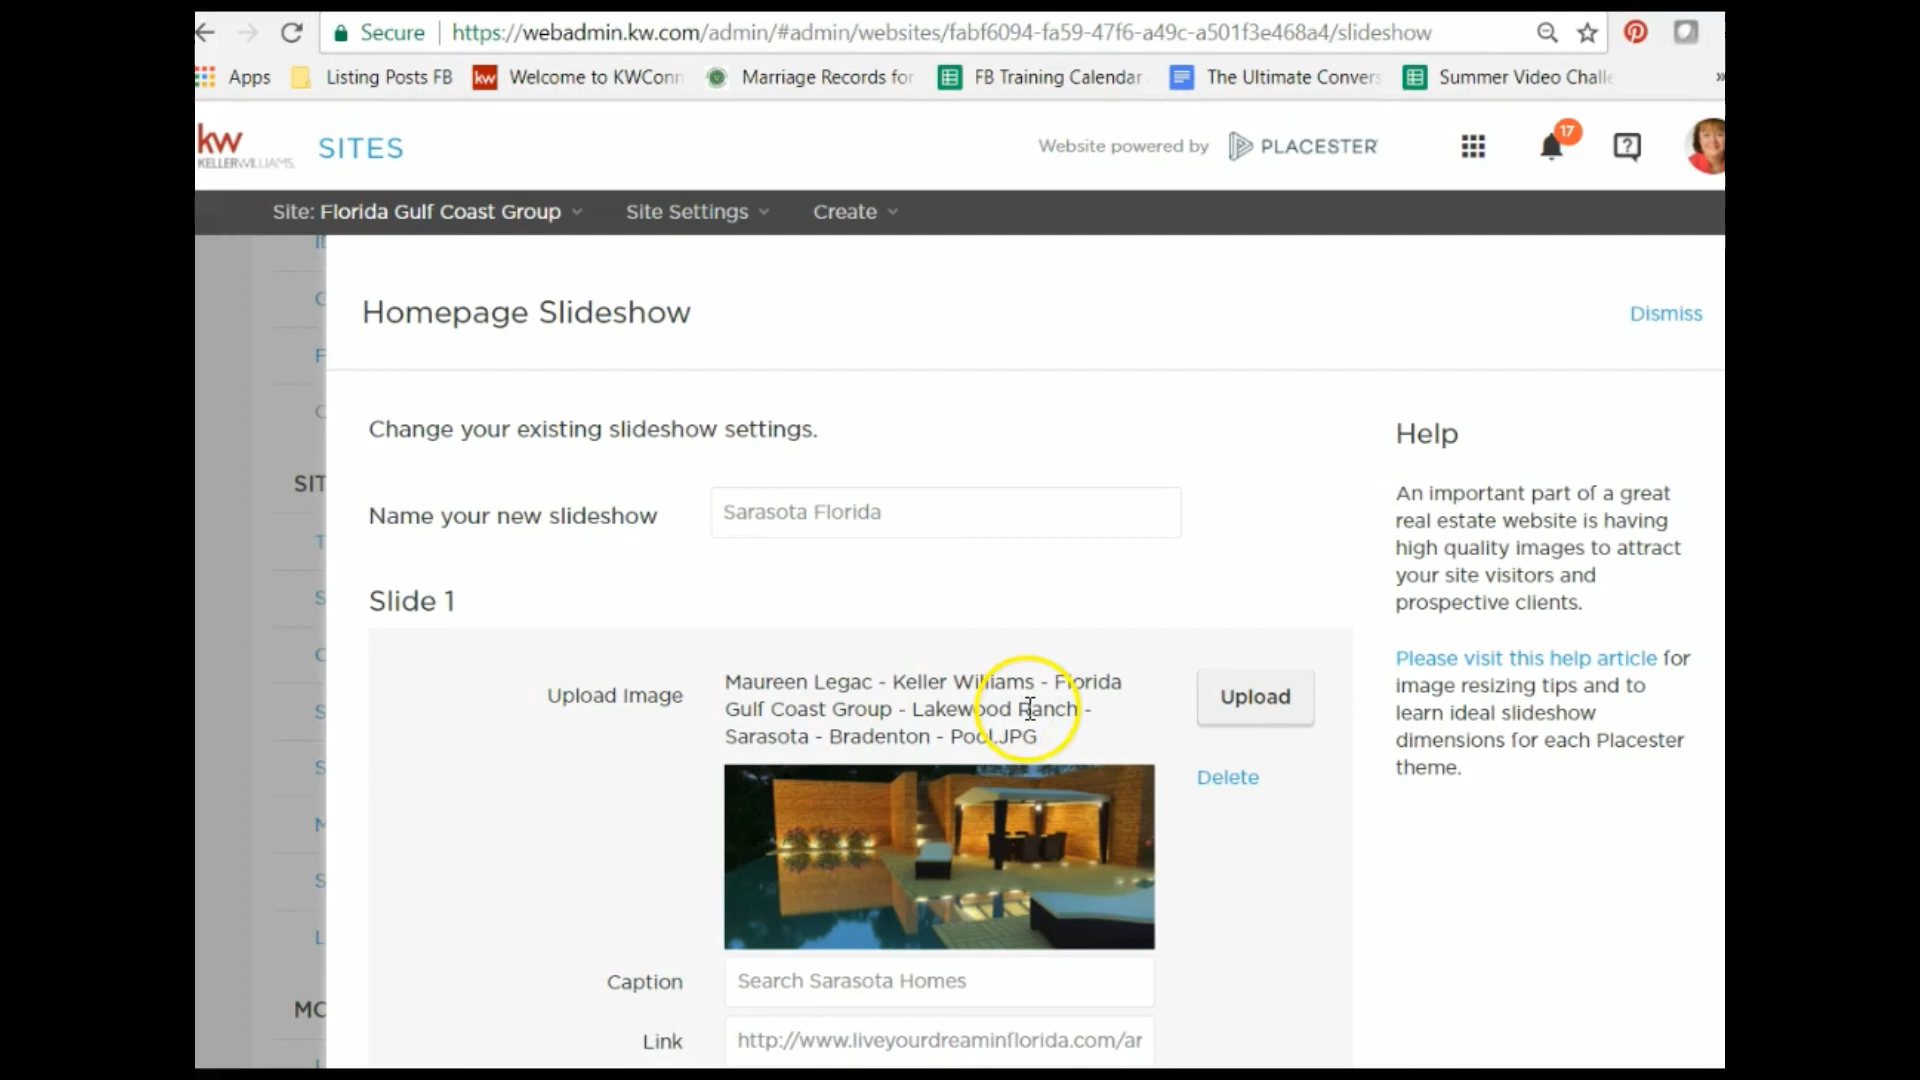 Secure https://webadmin.kw.com/admin/#admin/websites/fabf6094-fa59-47f6-a49c-a501f3e468a4/slideshow
Apps Listing Posts FB kw Welcome to KWConn Marriage Records for FB Training Calendar The Ultimate Convers Summer Video Challe »
kw KELLERWILLIAMS. SITES Website powered by PLACESTER 17 ?
Site: Florida Gulf Coast Group Site Settings Create
Homepage Slideshow Dismiss
Change your existing slideshow settings.
Name your new slideshow Sarasota Florida
Slide 1
Upload Image
Maureen Legac - Keller Williams - Florida
Gulf Coast Group - Lakewood Ranch -
Sarasota - Bradenton - Pool.JPG
Upload
Delete
Caption Search Sarasota Homes
Link http://www.liveyourdreaminflorida.com/ar
Help
An important part of a great
real estate website is having
high quality images to attract
your site visitors and
prospective clients.
Please visit this help article for
image resizing tips and to
learn ideal slideshow
dimensions for each Placester
theme.
SIT
MO